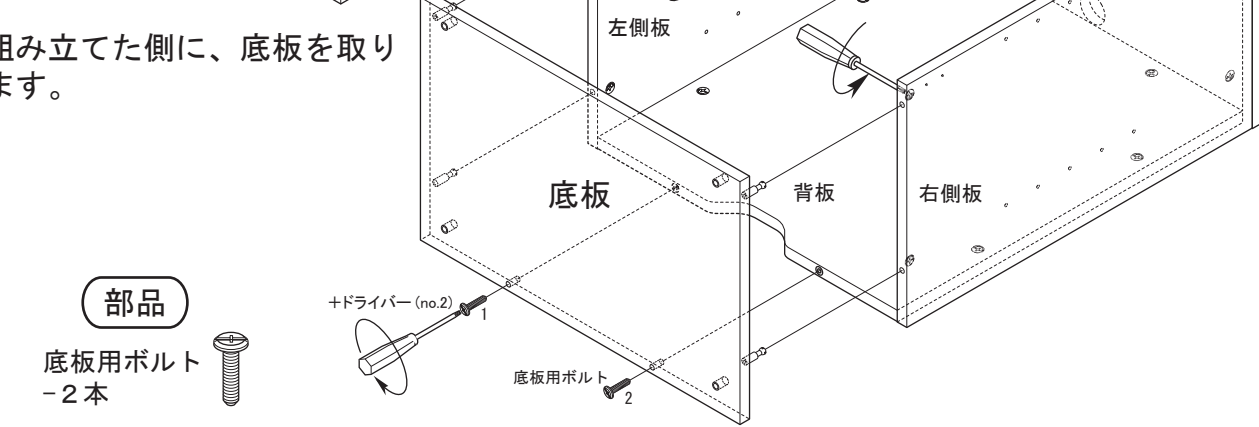 組み立てた側に、底板を取り
ます。
左側板
底板
背板
右側板
部品
底板用ボルト
−２本
＋ドライバー（no.2）
1
底板用ボルト
2